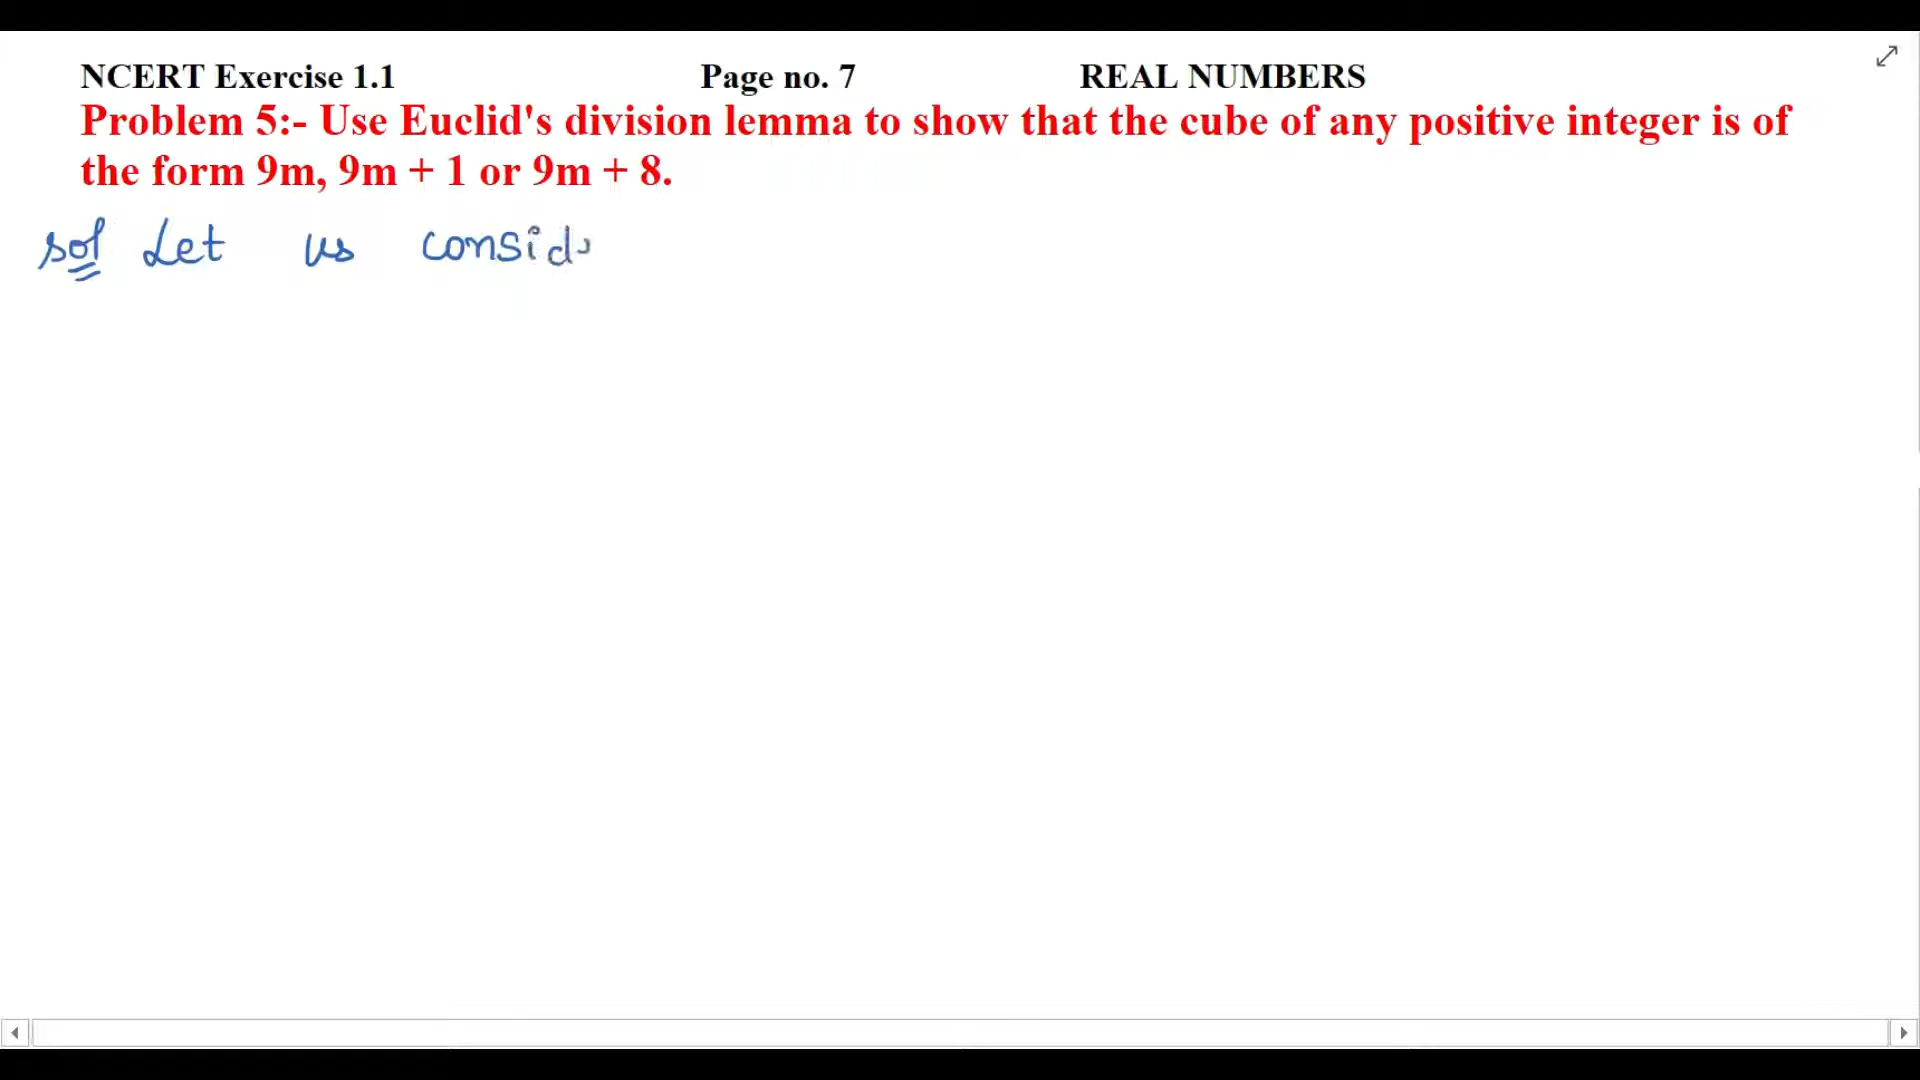 NCERT Exercise 1.1 Page no. 7 REAL NUMBERS
Problem 5:- Use Euclid's division lemma to show that the cube of any positive integer is of
the form 9m, 9m + 1 or 9m + 8.
sol Let us consid